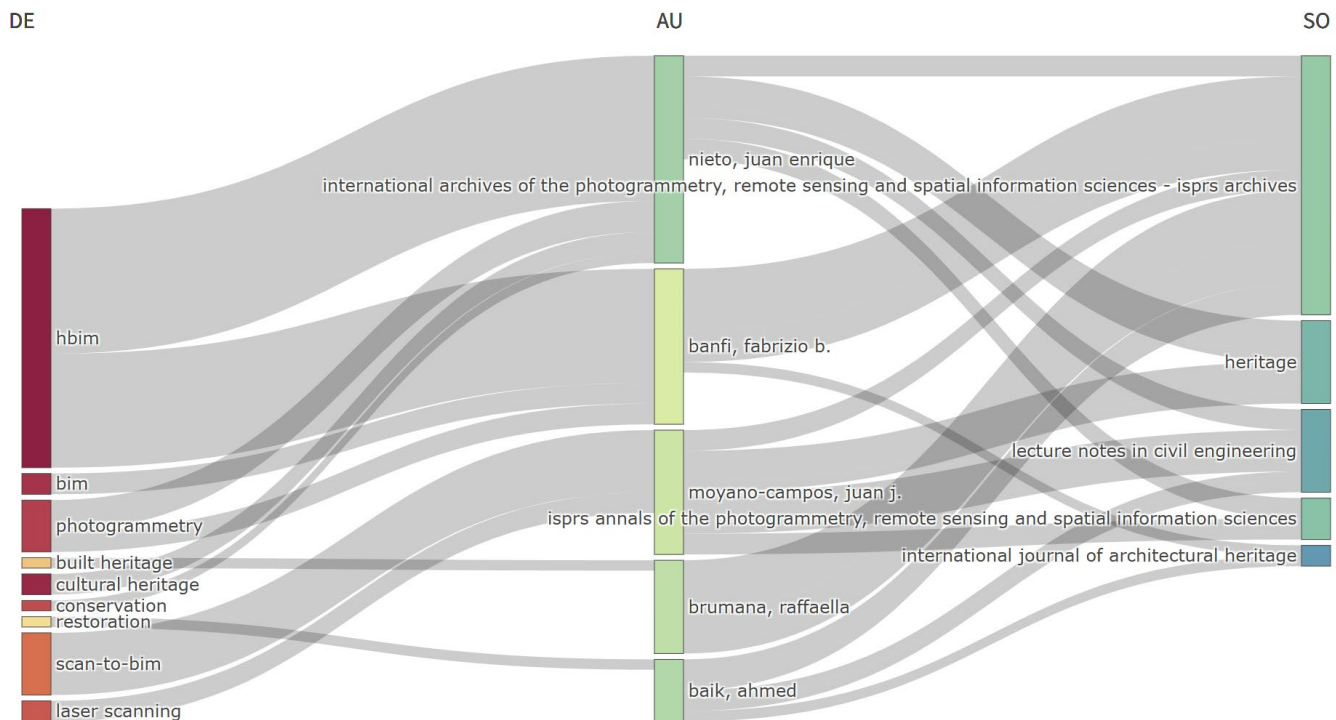 DE
AU
SO
nieto, juan enrique
international archives of the photogrammetry, remote sensing and spatial information sciences - isprs archives
hbim
banfi, fabrizio b.
heritage
lecture notes in civil engineering
bim
moyano-campos, juan j.
photogrammetry
isprs annals of the photogrammetry, remote sensing and spatial information sciences
built heritage
international journal of architectural heritage
cultural heritage
conservation
brumana, raffaella
restoration
scan-to-bim
baik, ahmed
laser scanning